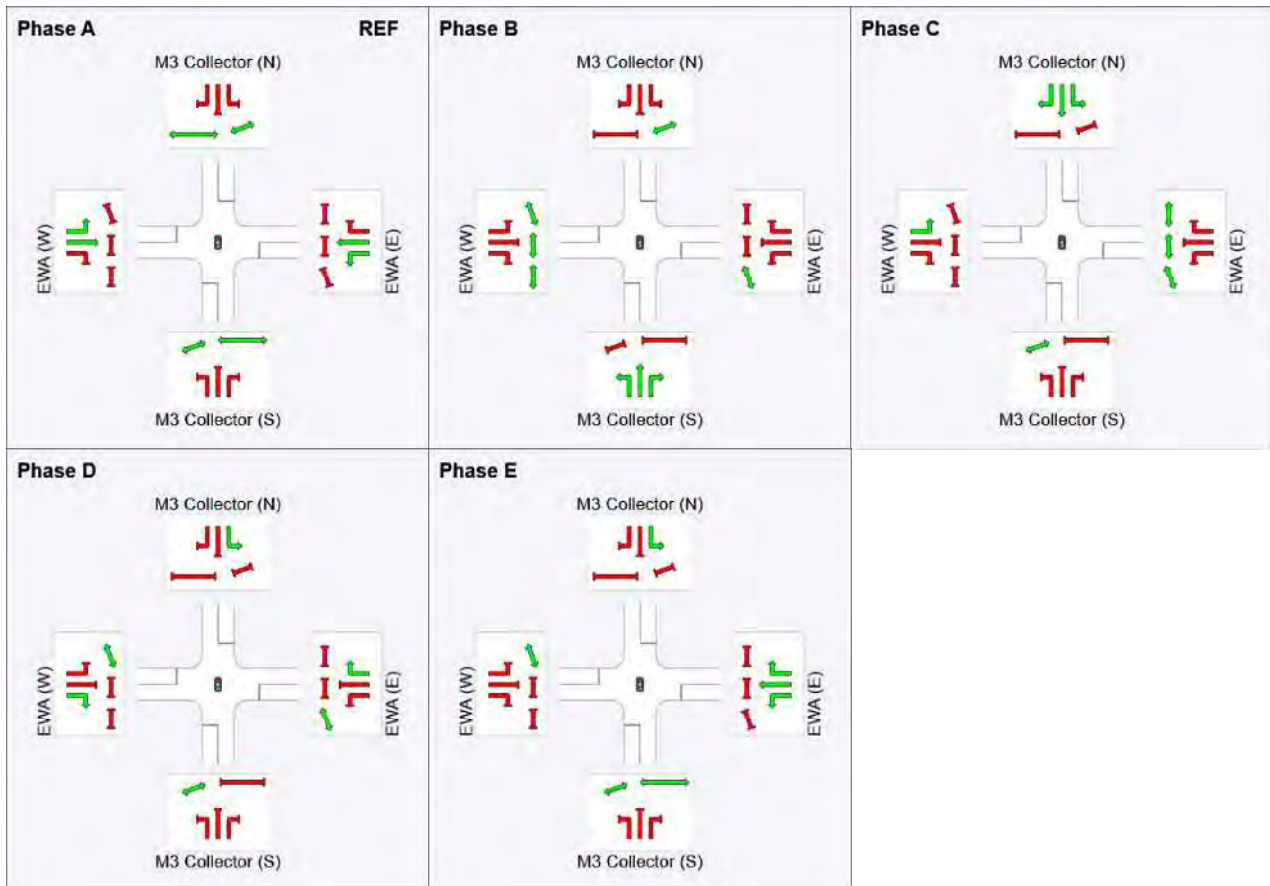 Phase A REF
M3 Collector (N)
EWA (W)
EWA (E)
M3 Collector (S)
Phase B
M3 Collector (N)
EWA (W)
EWA (E)
M3 Collector (S)
Phase C
M3 Collector (N)
EWA (W)
EWA (E)
M3 Collector (S)
Phase D
M3 Collector (N)
EWA (W)
EWA (E)
M3 Collector (S)
Phase E
M3 Collector (N)
EWA (W)
EWA (E)
M3 Collector (S)